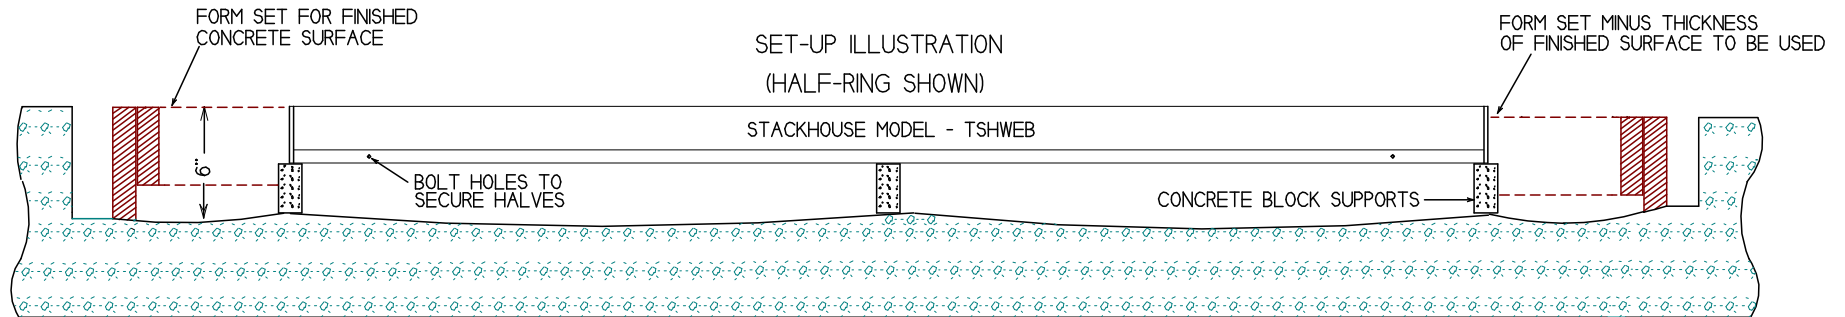 FORM SET FOR FINISHED
CONCRETE SURFACE
SET-UP ILLUSTRATION
(HALF-RING SHOWN)
FORM SET MINUS THICKNESS
OF FINISHED SURFACE TO BE USED
STACKHOUSE MODEL - TSHWEB
6"
BOLT HOLES TO
SECURE HALVES
CONCRETE BLOCK SUPPORTS